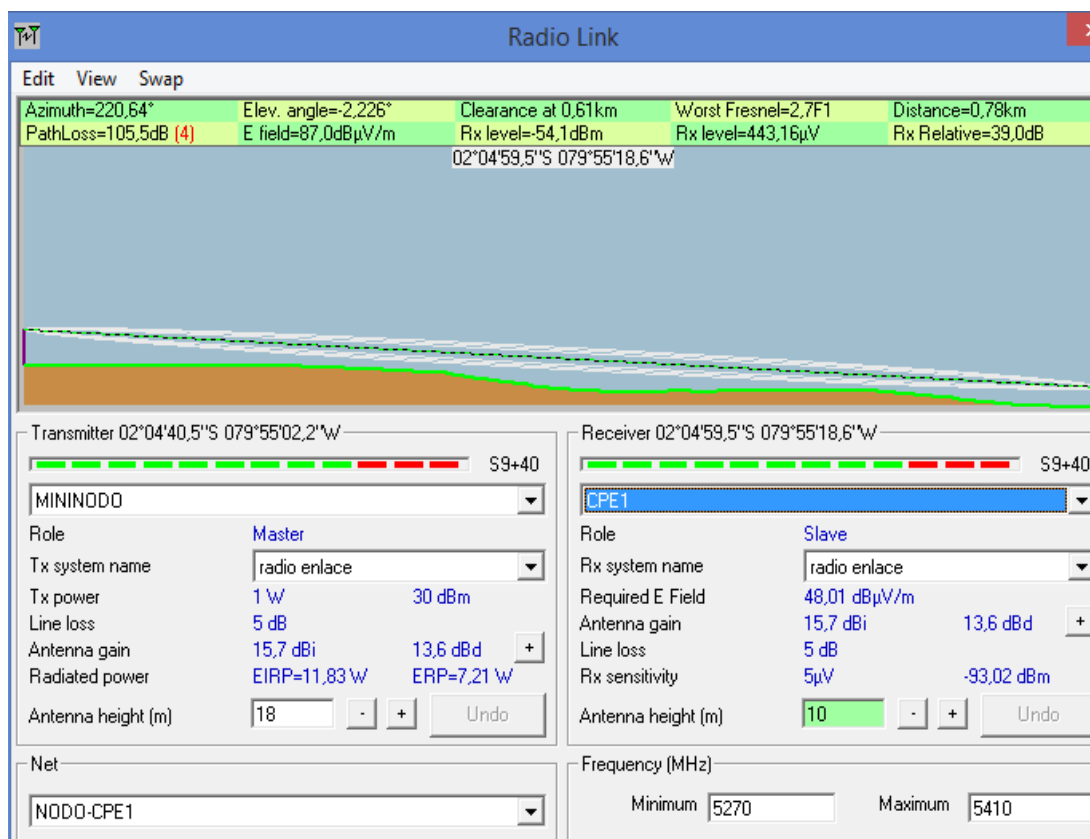 Radio Link
Edit View Swap
Azimuth=220,64° Elev. angle=-2,226° Clearance at 0,61km Worst Fresnel=2,7F1 Distance=0,78km
PathLoss=105,5dB (4) E field=87,0dBµV/m Rx level=-54,1dBm Rx level=443,16µV Rx Relative=39,0dB
02°04'59,5"S 079°55'18,6"W
Transmitter 02°04'40,5"S 079°55'02,2"W
S9+40
MININODO
Role Master
Tx system name radio enlace
Tx power 1 W 30 dBm
Line loss 5 dB
Antenna gain 15,7 dBi 13,6 dBd +
Radiated power EIRP=11,83 W ERP=7,21 W
Antenna height (m) 18 - + Undo
Net
NODO-CPE1
Receiver 02°04'59,5"S 079°55'18,6"W
S9+40
CPE1
Role Slave
Rx system name radio enlace
Required E Field 48,01 dBµV/m
Antenna gain 15,7 dBi 13,6 dBd +
Line loss 5 dB
Rx sensitivity 5µV -93,02 dBm
Antenna height (m) 10 - + Undo
Frequency (MHz)
Minimum 5270 Maximum 5410